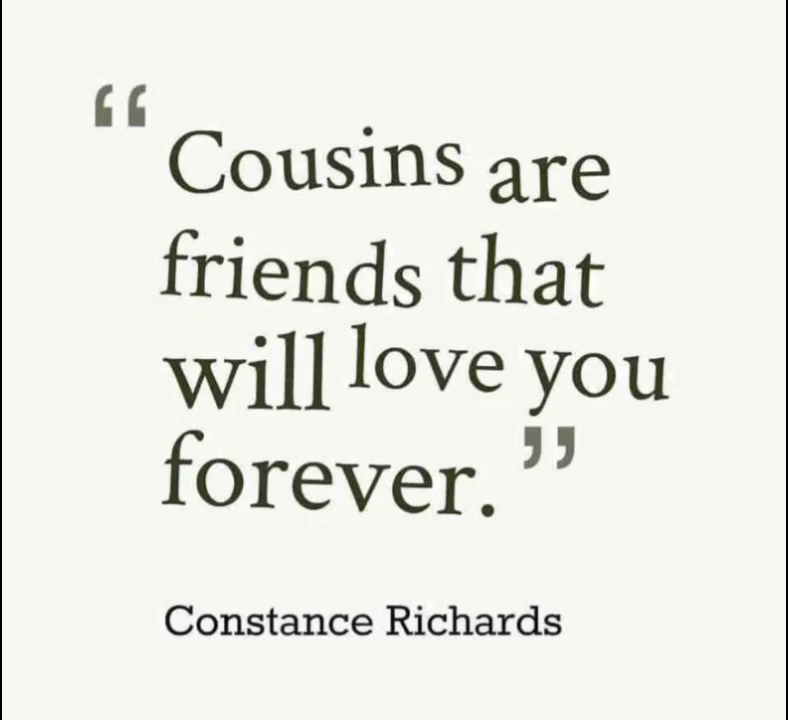 “Cousins are
friends that
will love you
forever.”
Constance Richards